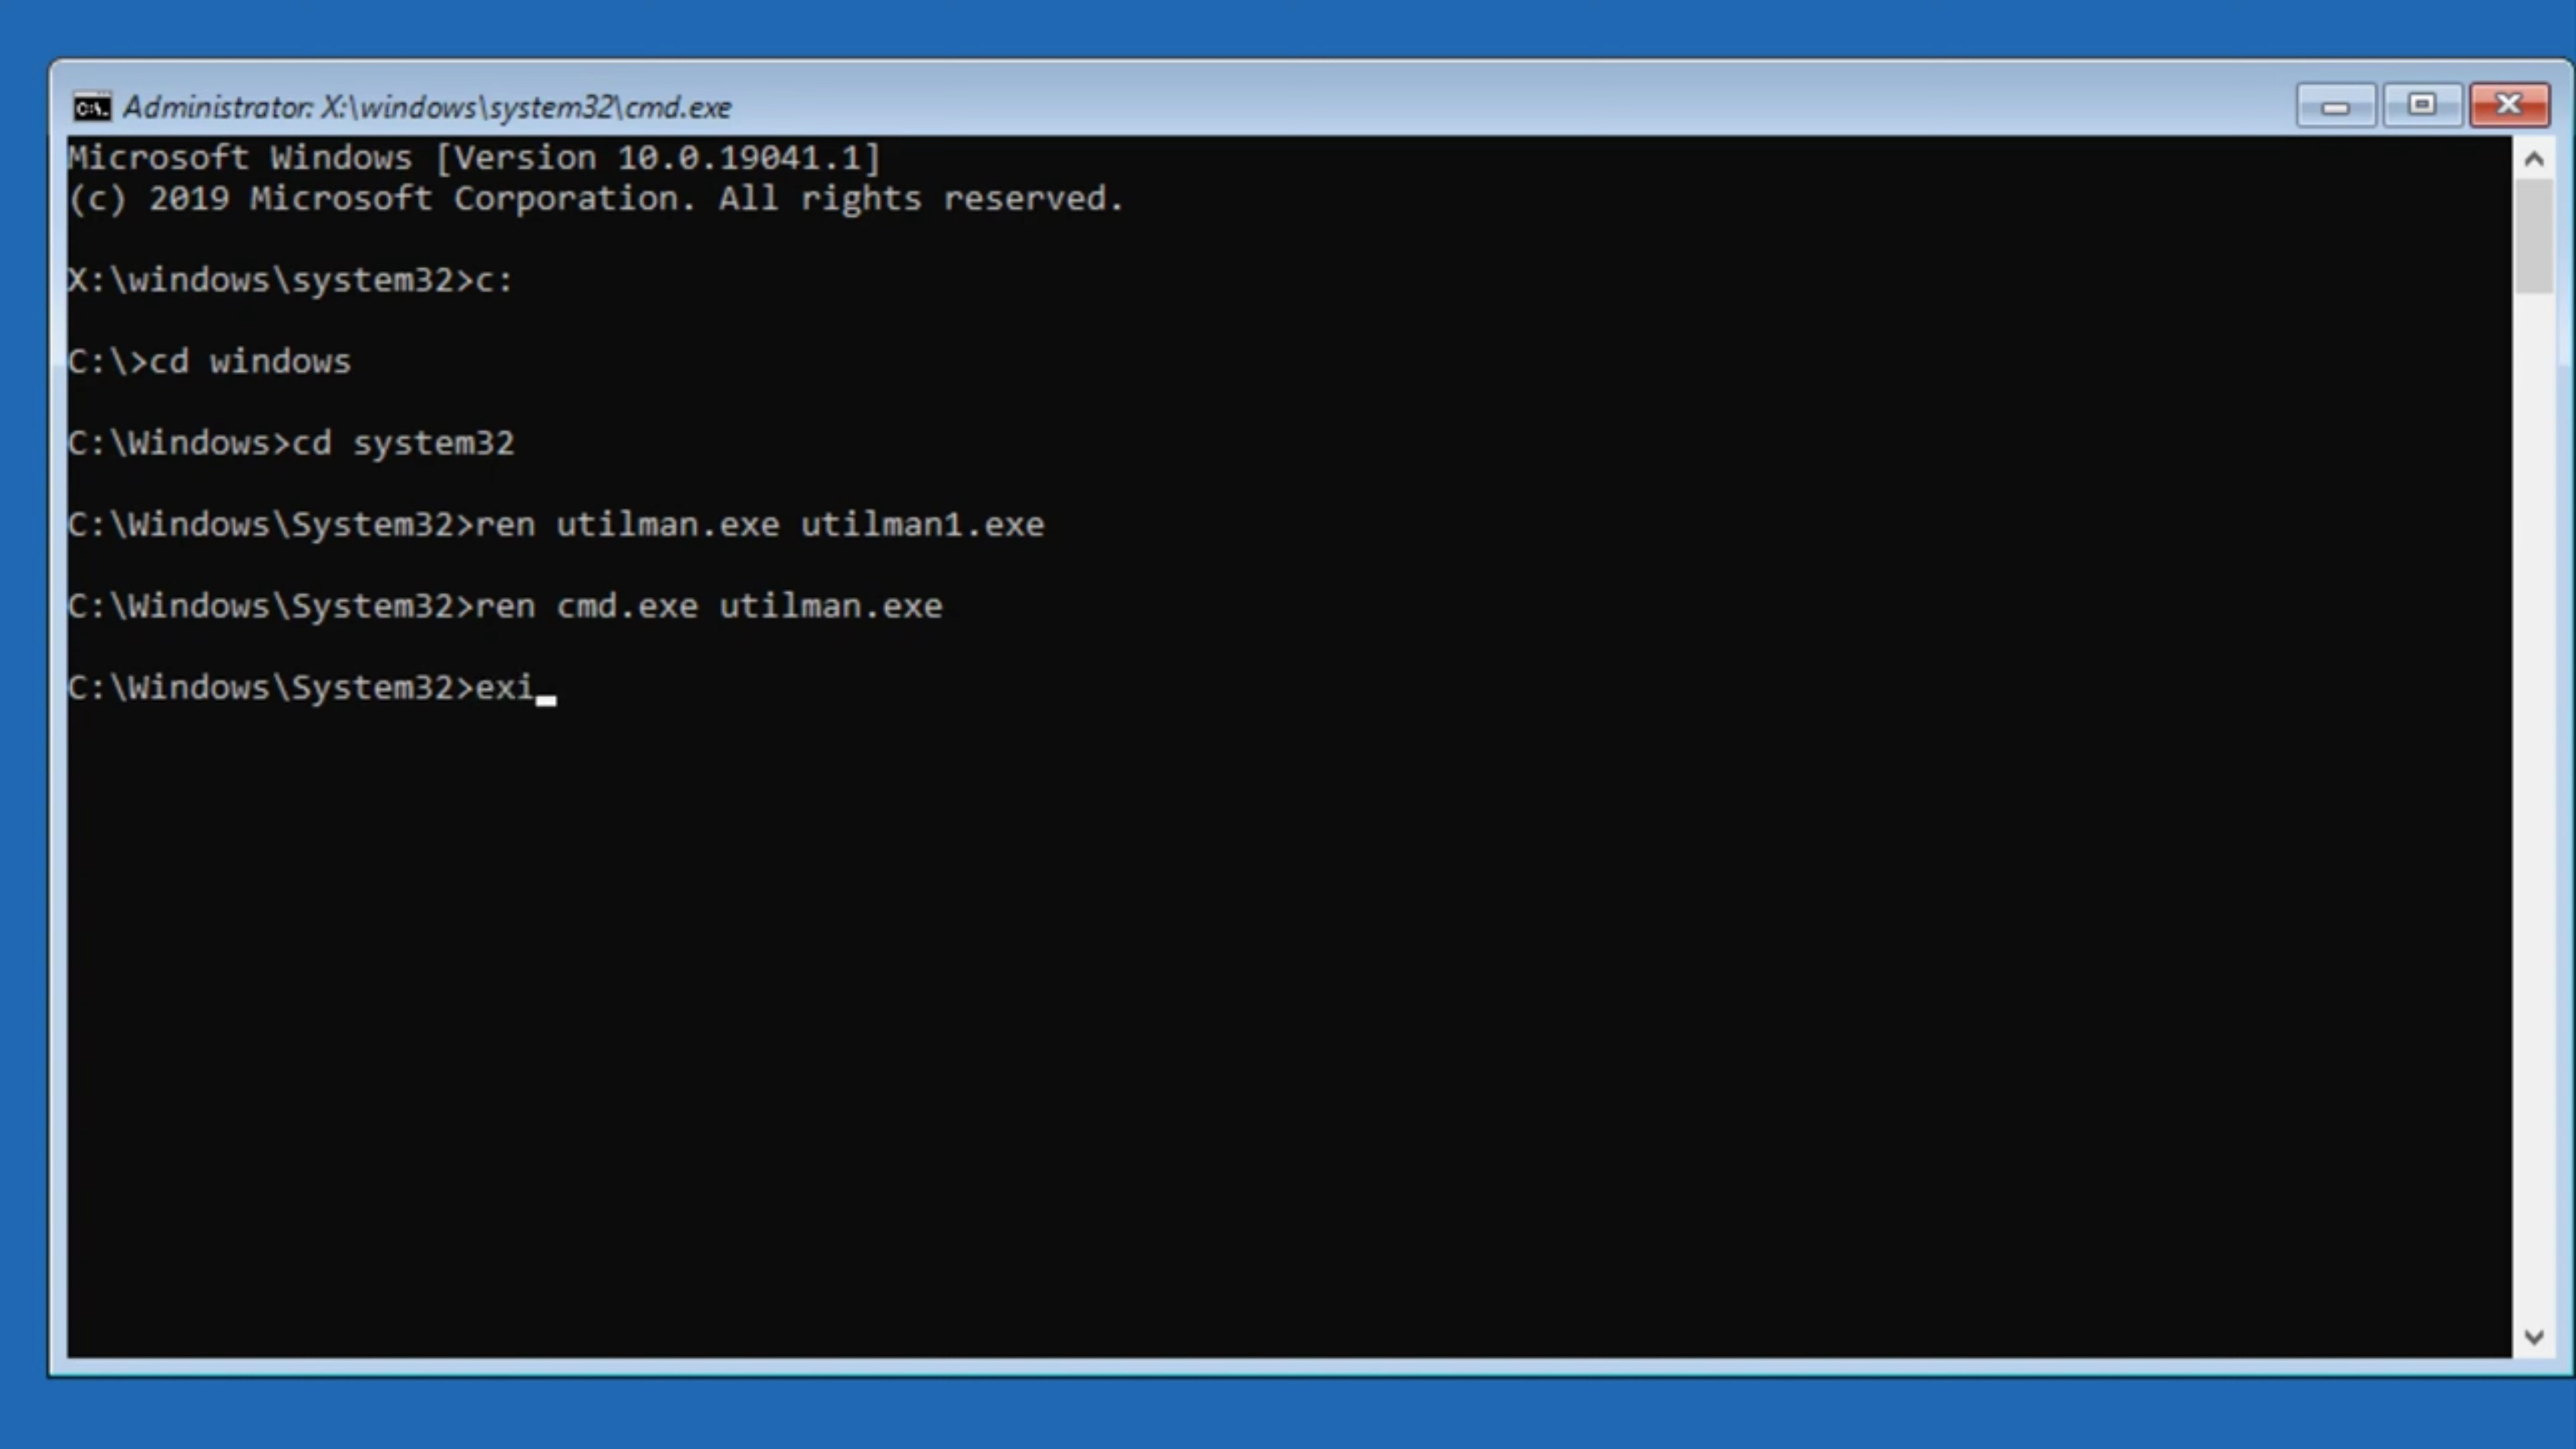 Administrator: X:\windows\system32\cmd.exe
Microsoft Windows [Version 10.0.19041.1]
(c) 2019 Microsoft Corporation. All rights reserved.
X:\windows\system32>c:
C:\>cd windows
C:\Windows>cd system32
C:\Windows\System32>ren utilman.exe utilman1.exe
C:\Windows\System32>ren cmd.exe utilman.exe
C:\Windows\System32>exi